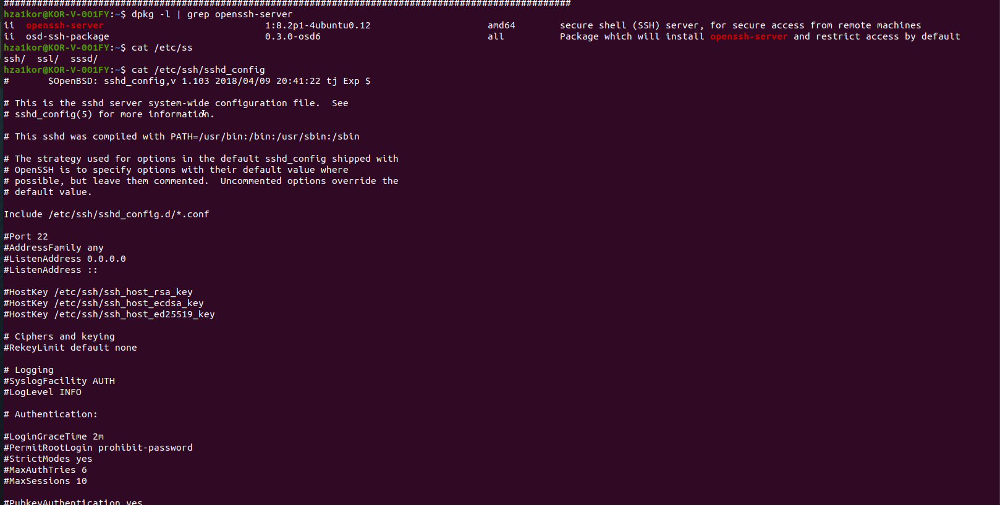 ######################################################################################################
hza1kor@KOR-V-001FY:~$ dpkg -l | grep openssh-server
ii  openssh-server                             1:8.2p1-4ubuntu0.12                     amd64        secure shell (SSH) server, for secure access from remote machines
ii  osd-ssh-package                            0.3.0-osd6                              all          Package which will install openssh-server and restrict access by default
hza1kor@KOR-V-001FY:~$ cat /etc/ss
ssh/  ssl/  sssd/
hza1kor@KOR-V-001FY:~$ cat /etc/ssh/sshd_config
#       $OpenBSD: sshd_config,v 1.103 2018/04/09 20:41:22 tj Exp $
# This is the sshd server system-wide configuration file.  See
# sshd_config(5) for more information.
# This sshd was compiled with PATH=/usr/bin:/bin:/usr/sbin:/sbin
# The strategy used for options in the default sshd_config shipped with
# OpenSSH is to specify options with their default value where
# possible, but leave them commented.  Uncommented options override the
# default value.
Include /etc/ssh/sshd_config.d/*.conf
#Port 22
#AddressFamily any
#ListenAddress 0.0.0.0
#ListenAddress ::
#HostKey /etc/ssh/ssh_host_rsa_key
#HostKey /etc/ssh/ssh_host_ecdsa_key
#HostKey /etc/ssh/ssh_host_ed25519_key
# Ciphers and keying
#RekeyLimit default none
# Logging
#SyslogFacility AUTH
#LogLevel INFO
# Authentication:
#LoginGraceTime 2m
#PermitRootLogin prohibit-password
#StrictModes yes
#MaxAuthTries 6
#MaxSessions 10
#PubkeyAuthentication yes